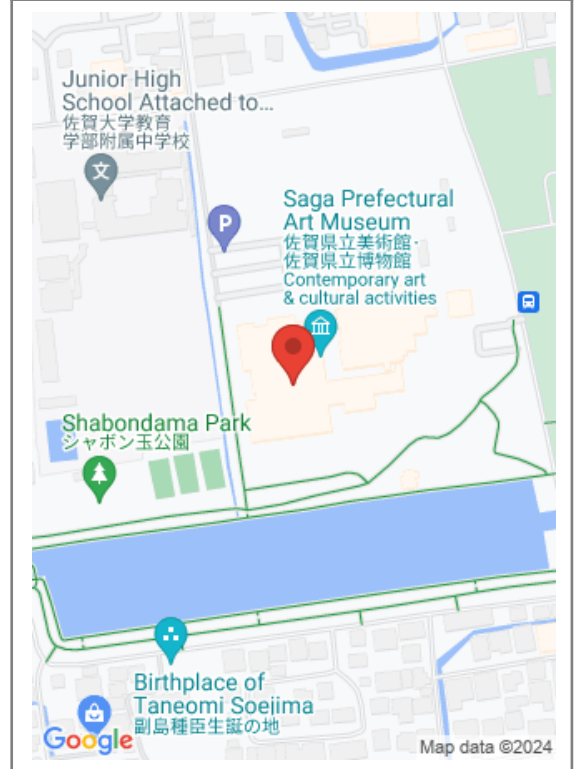 Junior High
School Attached to...
佐賀大学教育
学部附属中学校
文
P
Saga Prefectural
Art Museum
佐賀県立美術館·
佐賀県立博物館
Contemporary art
& cultural activities
Shabondama Park
シャボン玉公園
Birthplace of
Taneomi Soejima
副島種臣生誕の地
Google
Map data ©2024